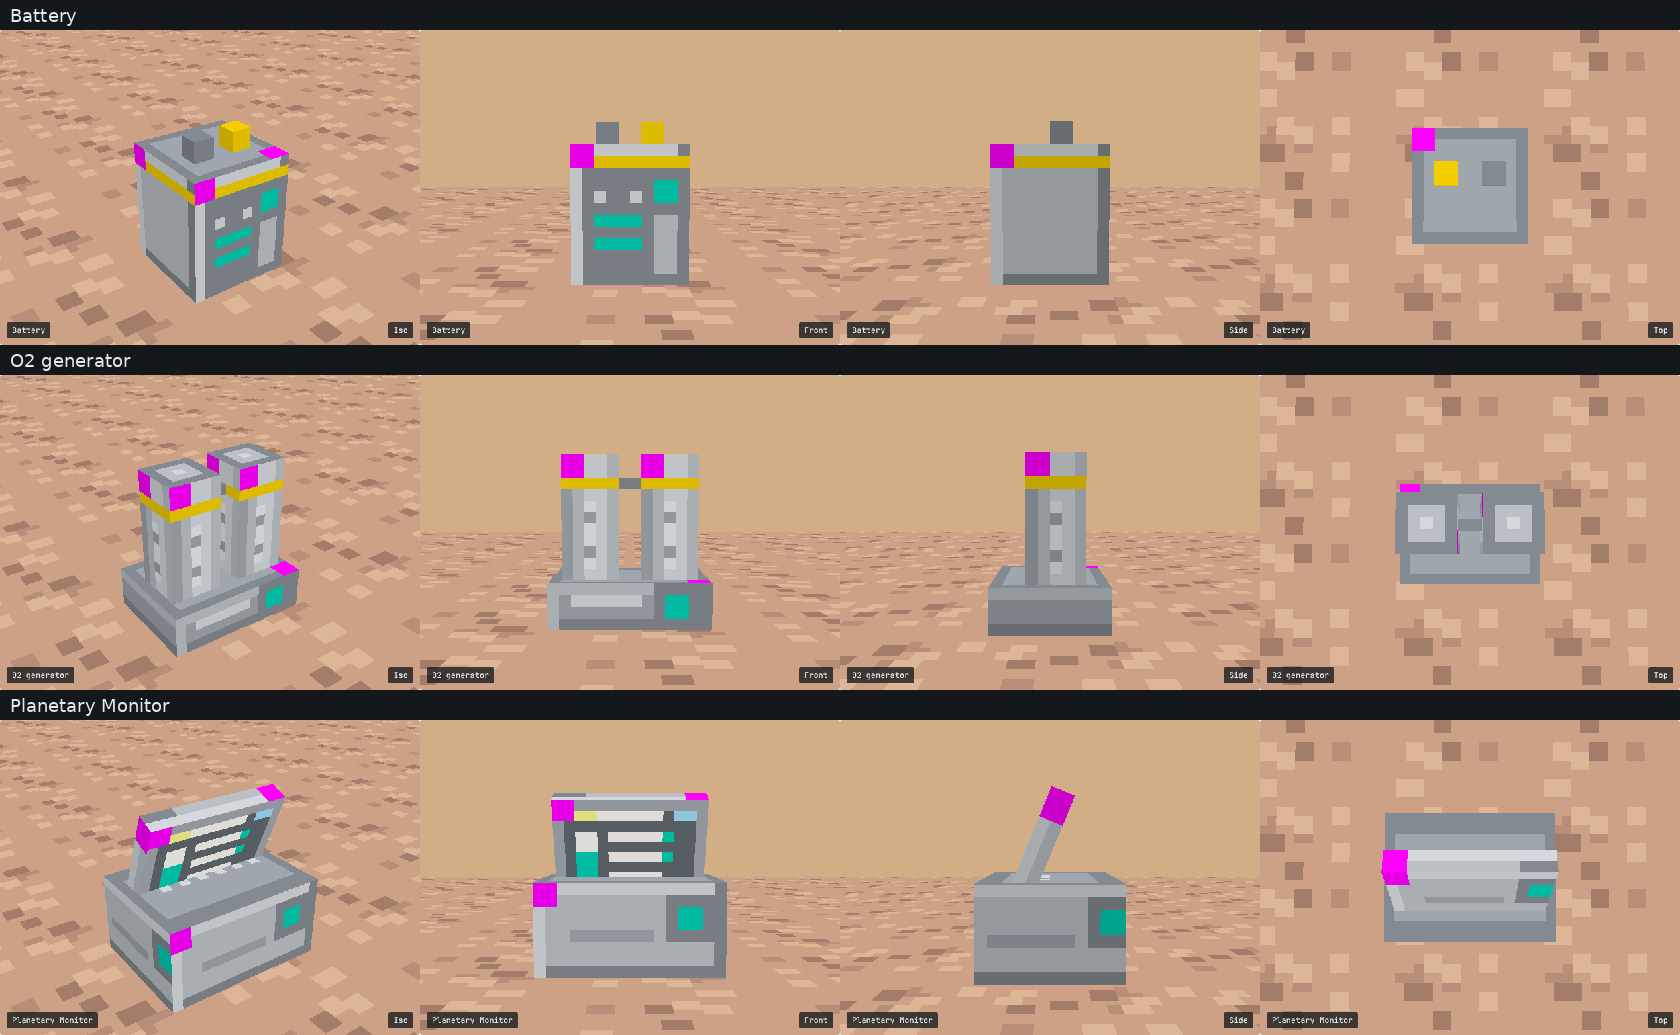 Battery
Battery Iso Battery Front Battery Side Battery Top
O2 generator
O2 generator Iso O2 generator Front O2 generator Side O2 generator Top
Planetary Monitor
Planetary Monitor Iso Planetary Monitor Front Planetary Monitor Side Planetary Monitor Top